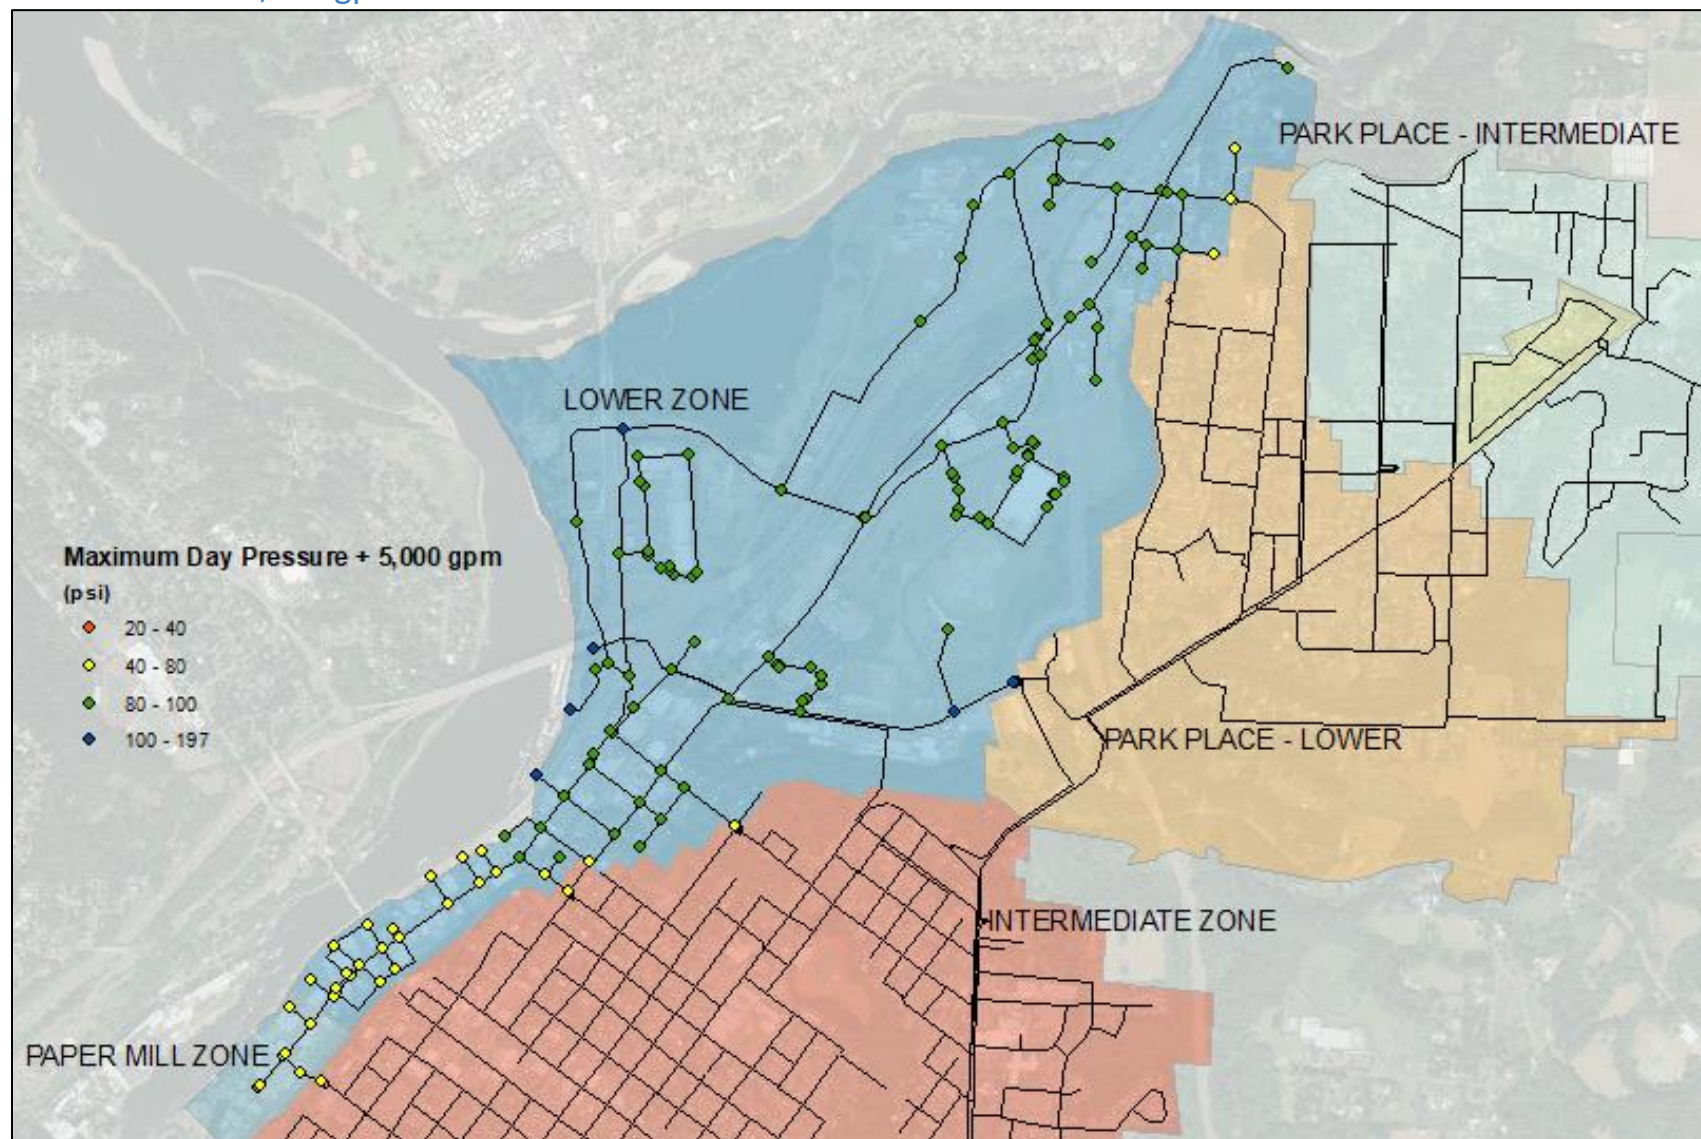 PARK PLACE - INTERMEDIATE
LOWER ZONE
Maximum Day Pressure + 5,000 gpm
(psi)
20 - 40
40 - 80
80 - 100
100 - 197
PARK PLACE - LOWER
INTERMEDIATE ZONE
PAPER MILL ZONE